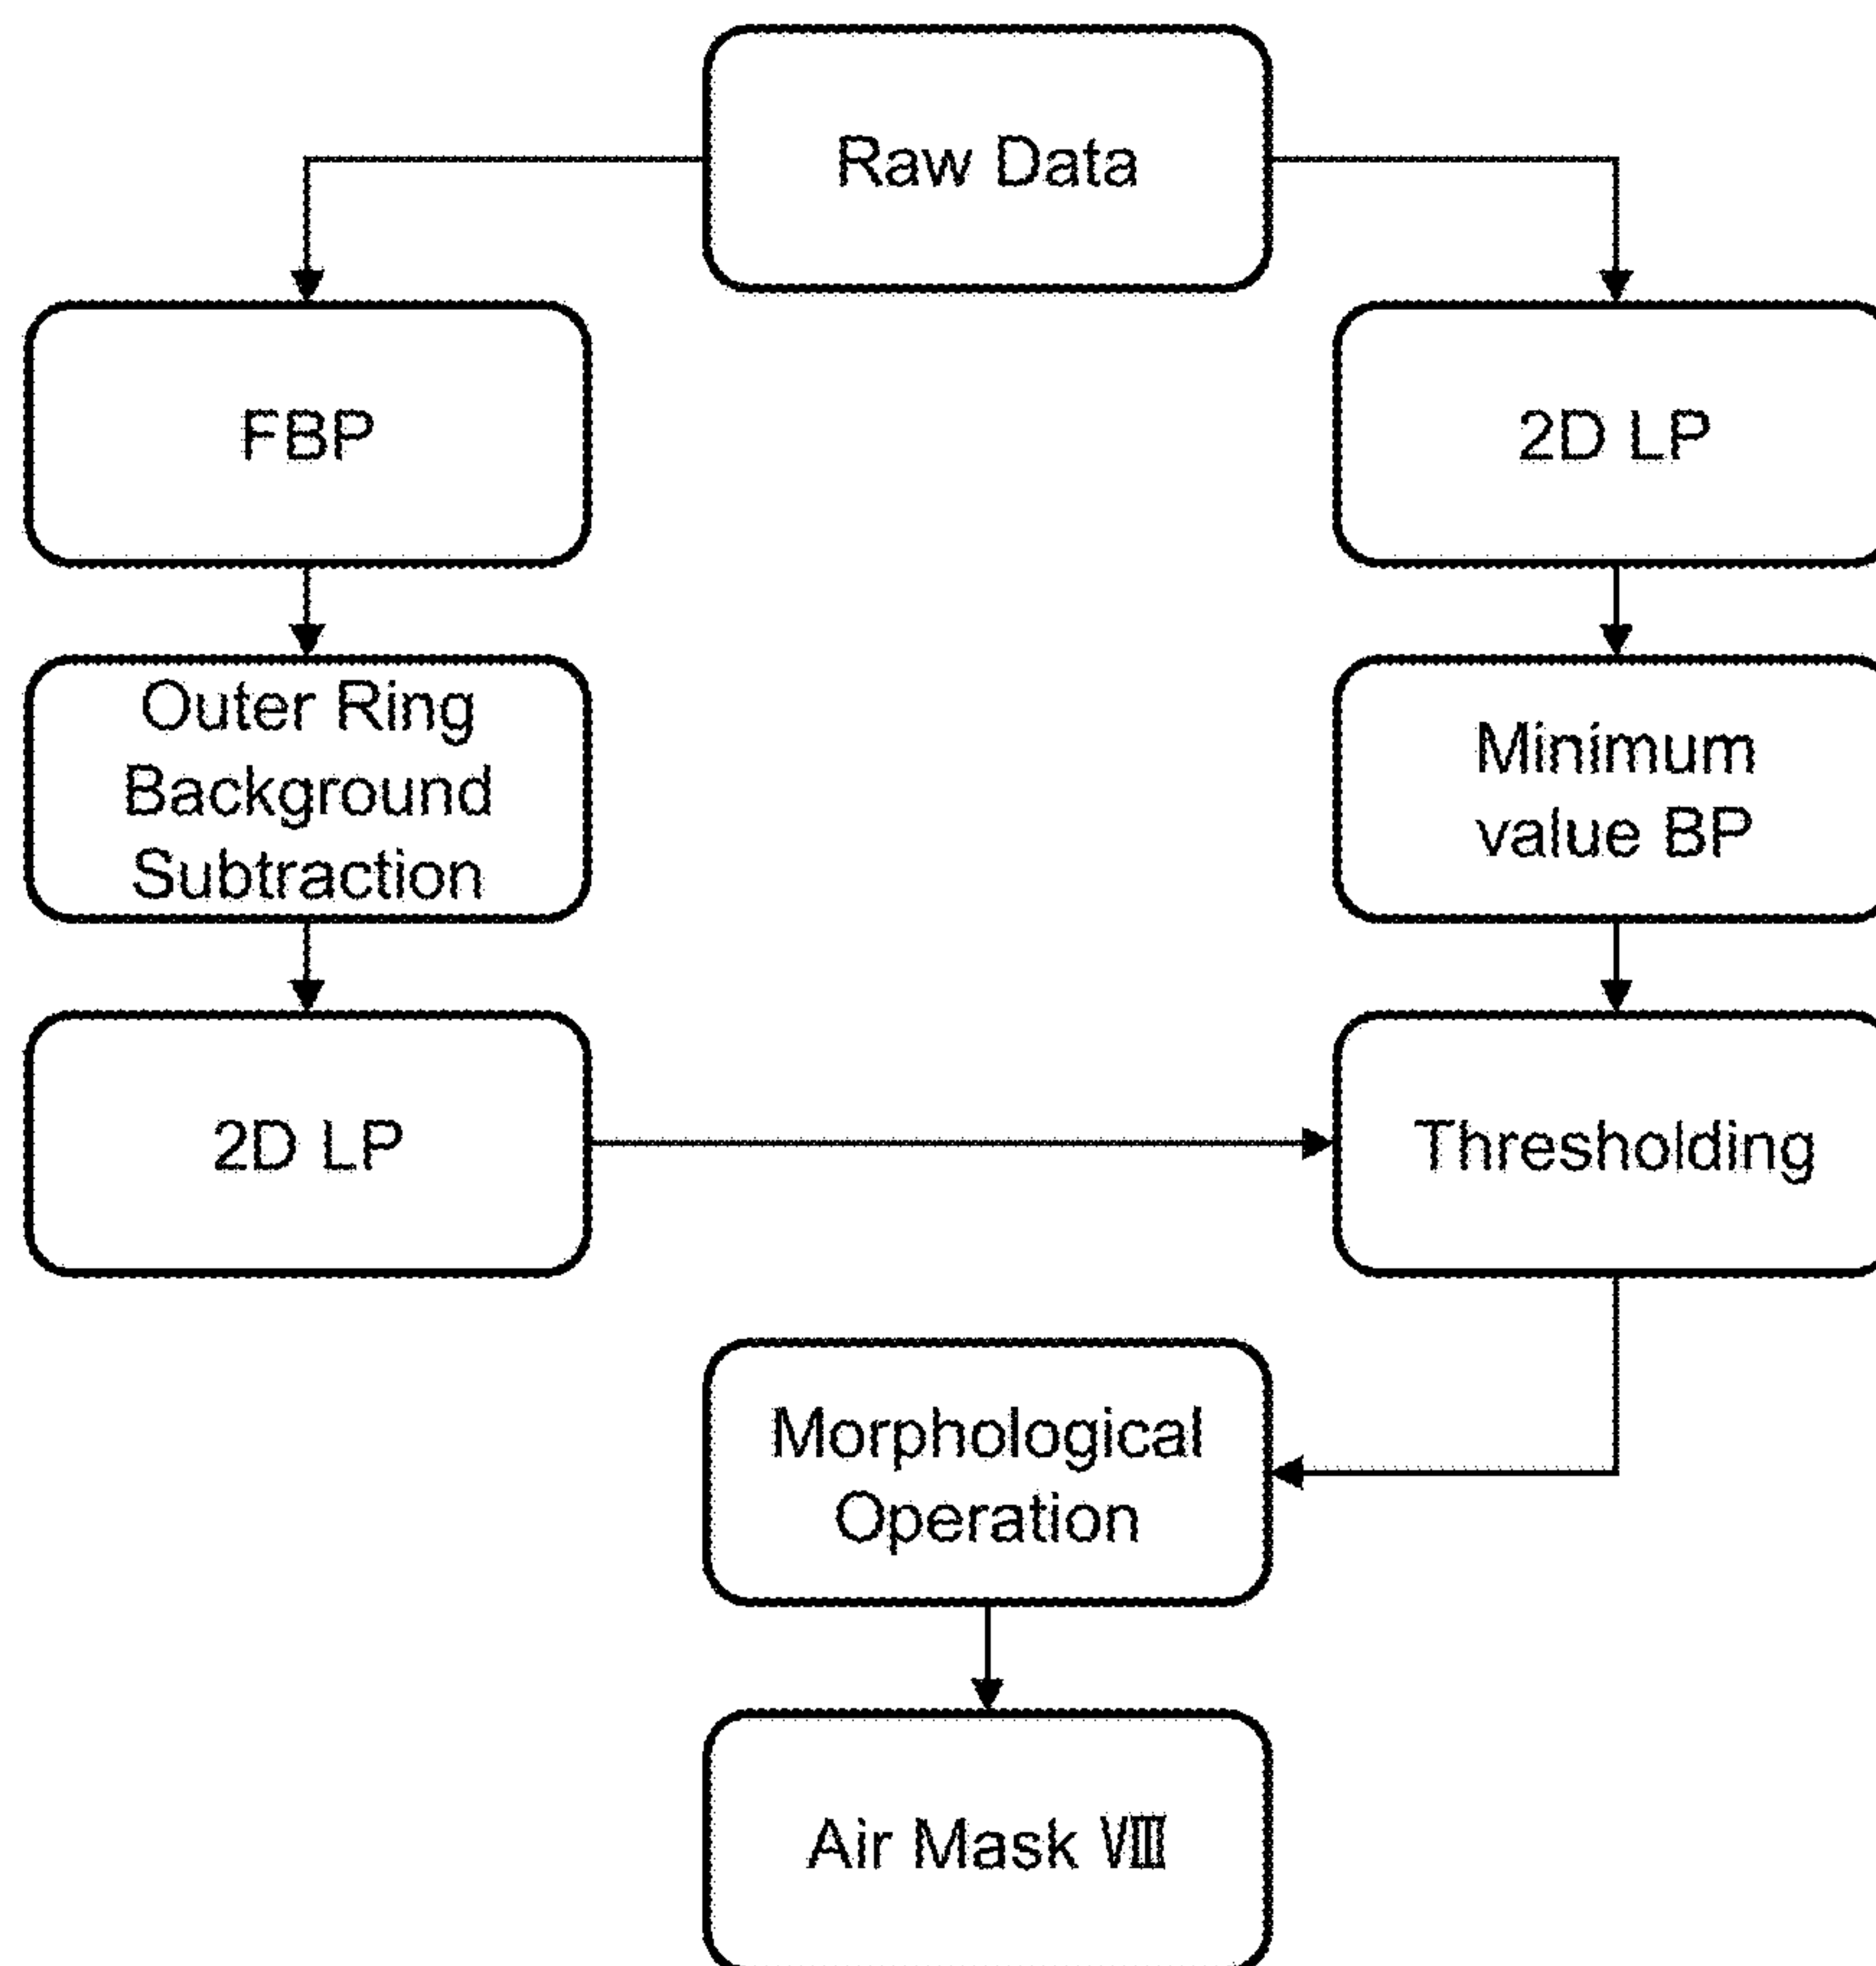 Raw Data
FBP
2D LP
Outer Ring
Background
Subtraction
Minimum
value BP
2D LP
Thresholding
Morphological
Operation
Air Mask Ⅷ